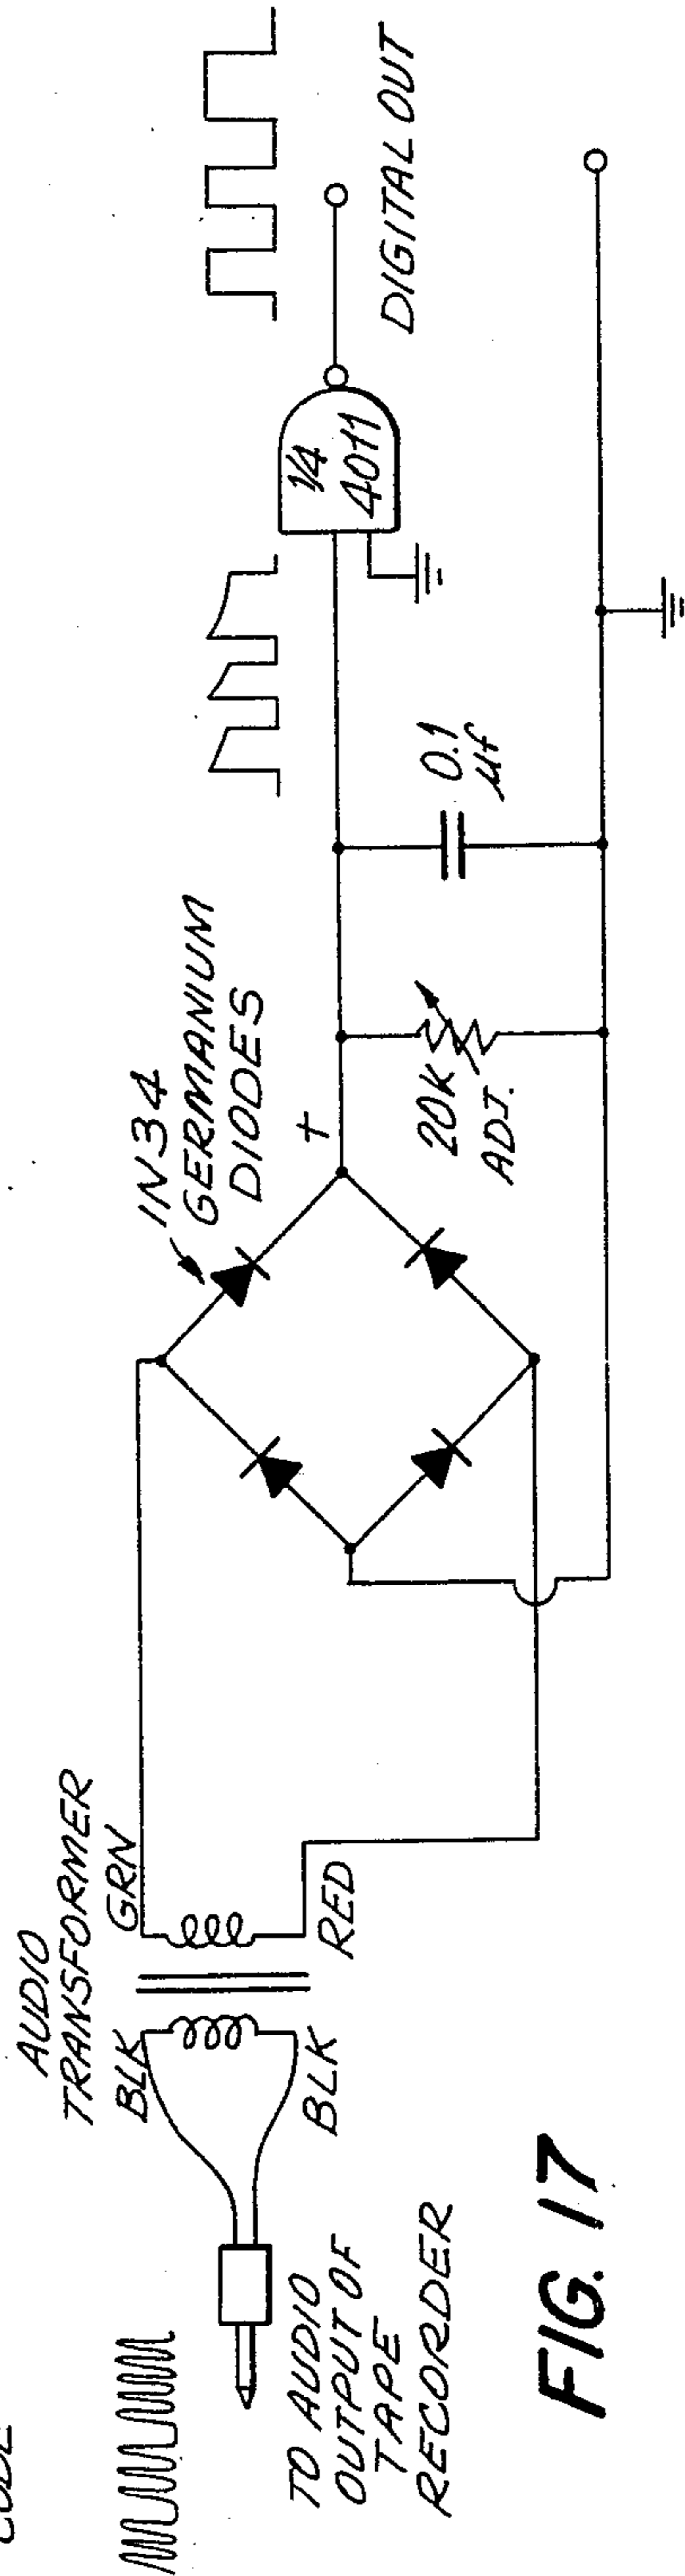 AUDIO
TRANSFORMER
BLK
GRN
BLK
RED
TO AUDIO
OUTPUT OF
TAPE
RECORDER
IN34
GERMANIUM
DIODES
+
20K
ADJ.
0.1
µf
1/4
4011
DIGITAL OUT
FIG. 17